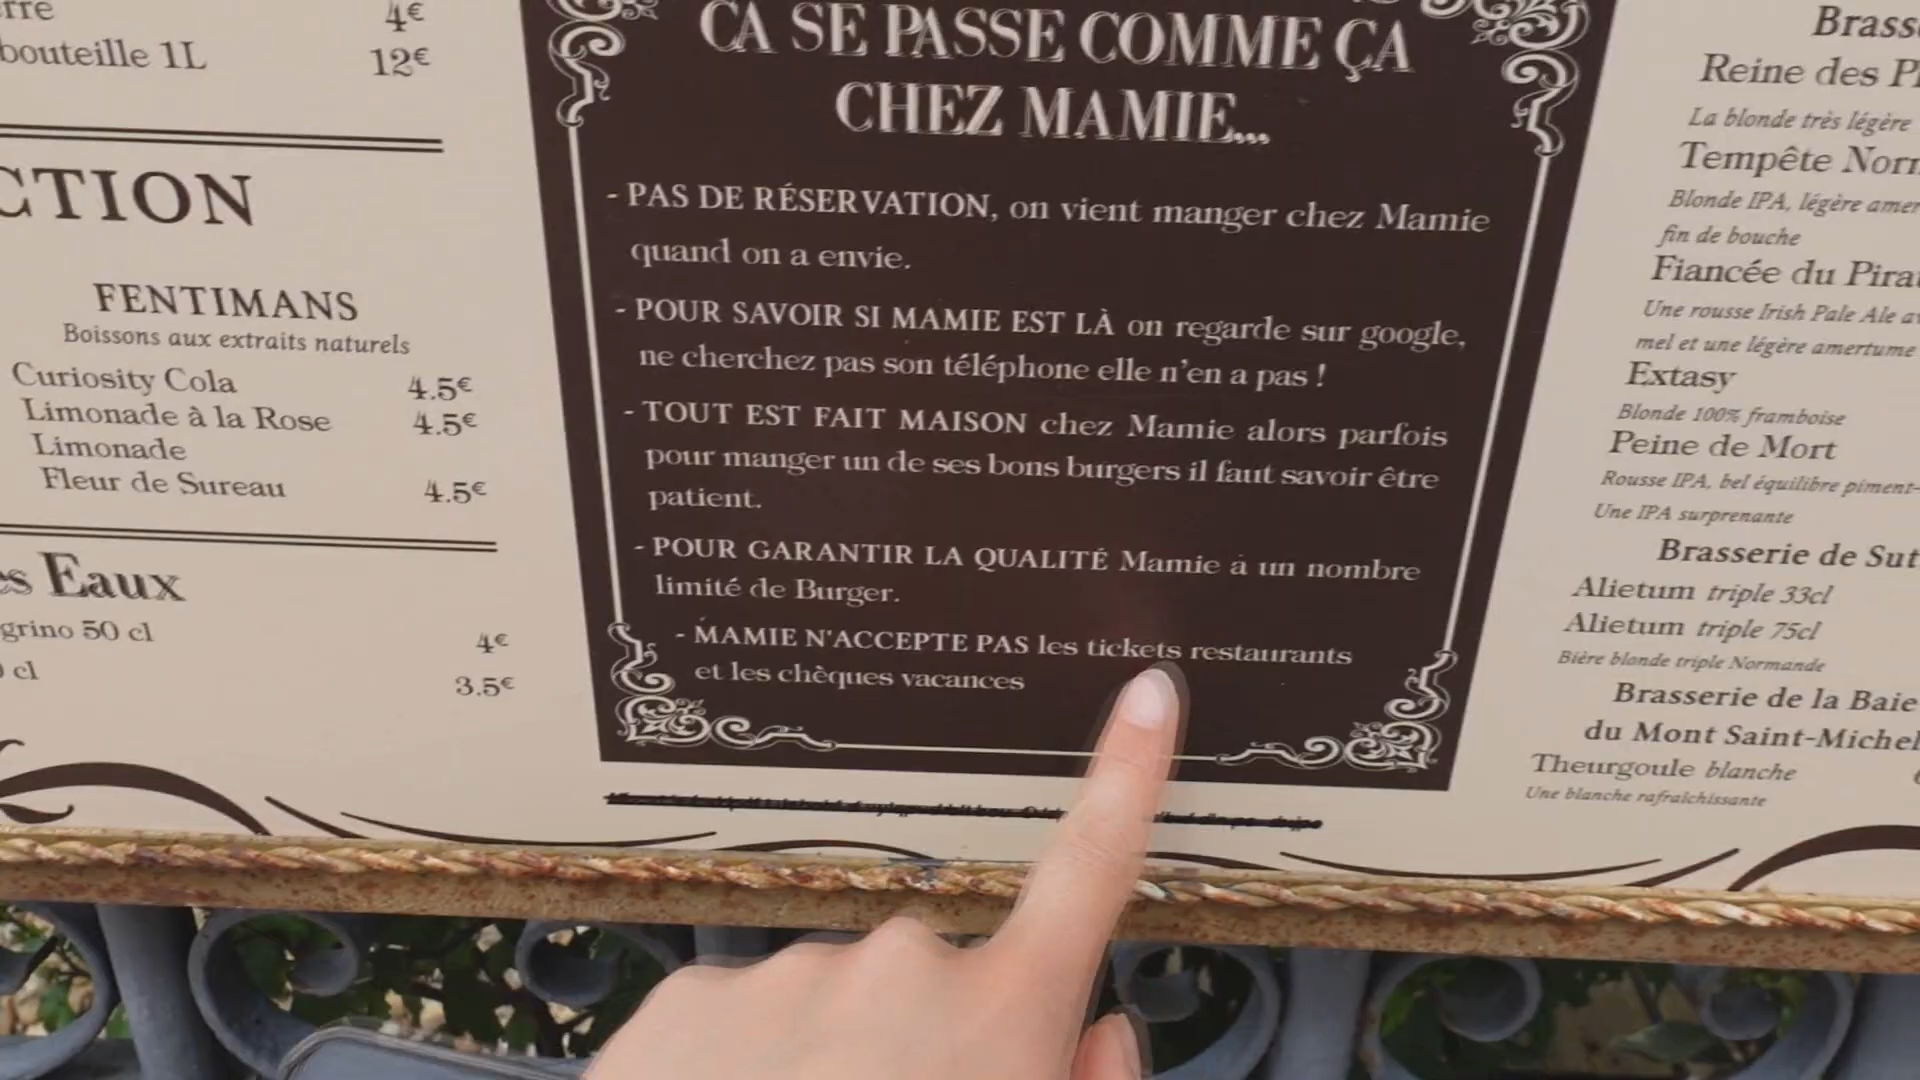 4€
bouteille 1L 12€
FENTIMANS
Boissons aux extraits naturels
Curiosity Cola 4.5€
Limonade à la Rose 4.5€
Limonade
Fleur de Sureau 4.5€
Eaux
50 cl 4€
cl 3.5€
ÇA SE PASSE COMME ÇA
CHEZ MAMIE...
- PAS DE RÉSERVATION, on vient manger chez Mamie
quand on a envie.
- POUR SAVOIR SI MAMIE EST LÀ on regarde sur google,
ne cherchez pas son téléphone elle n'en a pas !
- TOUT EST FAIT MAISON chez Mamie alors parfois
pour manger un de ses bons burgers il faut savoir être
patient.
- POUR GARANTIR LA QUALITÉ Mamie à un nombre
limité de Burger.
- MAMIE N'ACCEPTE PAS les tickets restaurants
et les chèques vacances
Reine des
La blonde très légère
Tempête
Blonde IPA, légère
fin de bouche
Fiancée du
Une rousse Irish Pale Ale
mel et une légère amertume
Extasy
Blonde 100% framboise
Peine de Mort
Rousse IPA, bel équilibre
Une IPA surprenante
Brasserie de
Alietum triple 33cl
Alietum triple 75cl
Bière blonde triple Normande
Brasserie de la Baie
du Mont Saint-Michel
Theurgoule blanche
Une blanche rafraîchissante